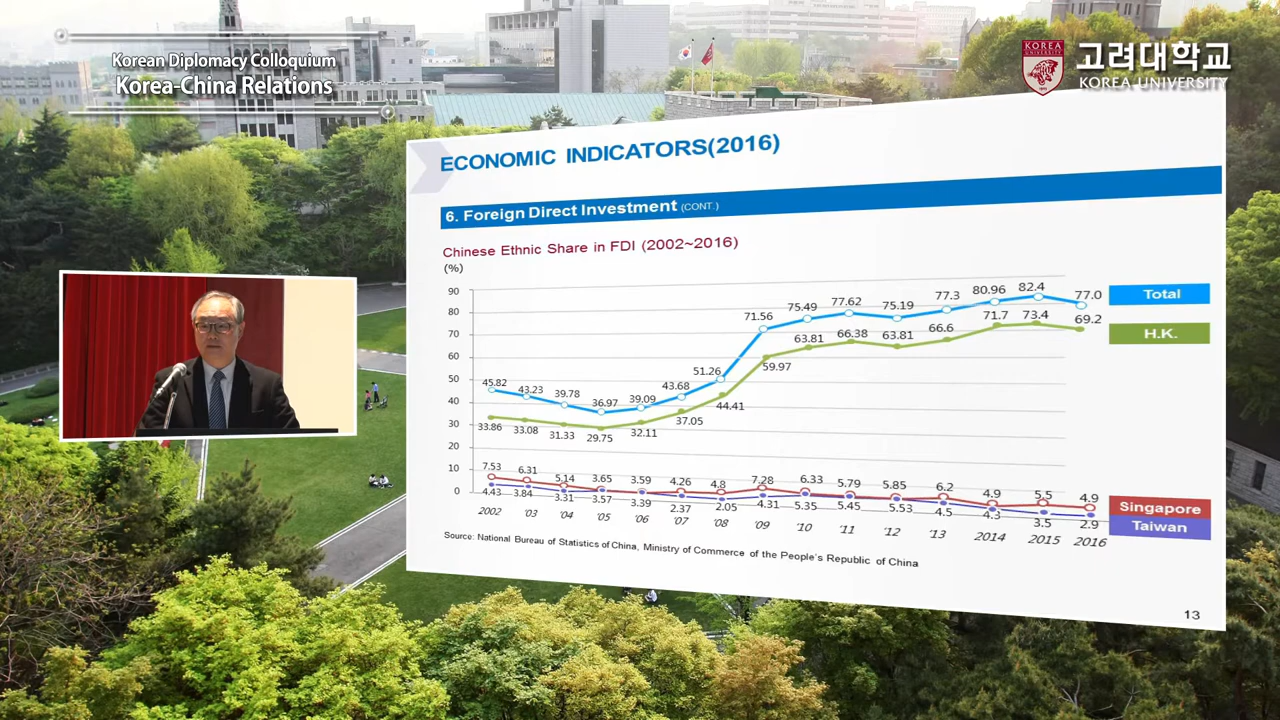 Korean Diplomacy Colloquium
Korea-China Relations
KOREA
UNIVERSITY
고려대학교
KOREA UNIVERSITY
ECONOMIC INDICATORS(2016)
6. Foreign Direct Investment (CONT.)
Chinese Ethnic Share in FDI (2002~2016)
(%)
90
80
70
60
50
40
30
20
10
0
45.82 43.23 39.78 36.97 39.09 43.68 51.26 71.56 75.49 77.62 75.19 77.3 80.96 82.4 77.0
Total
33.86 33.08 31.33 29.75 32.11 37.05 44.41 59.97 63.81 66.38 63.81 66.6 71.7 73.4 69.2
H.K.
7.53 6.31 5.14 3.65 3.59 4.26 4.8 7.28 6.33 5.79 5.85 6.2 4.9 5.5 4.9
Singapore
4.43 3.84 3.31 3.57 3.39 2.37 2.05 4.31 5.35 5.45 5.53 4.5 4.3 3.5 2.9
Taiwan
2002 '03 '04 '05 '06 '07 '08 '09 '10 '11 '12 '13 2014 2015 2016
Source: National Bureau of Statistics of China, Ministry of Commerce of the People's Republic of China
13